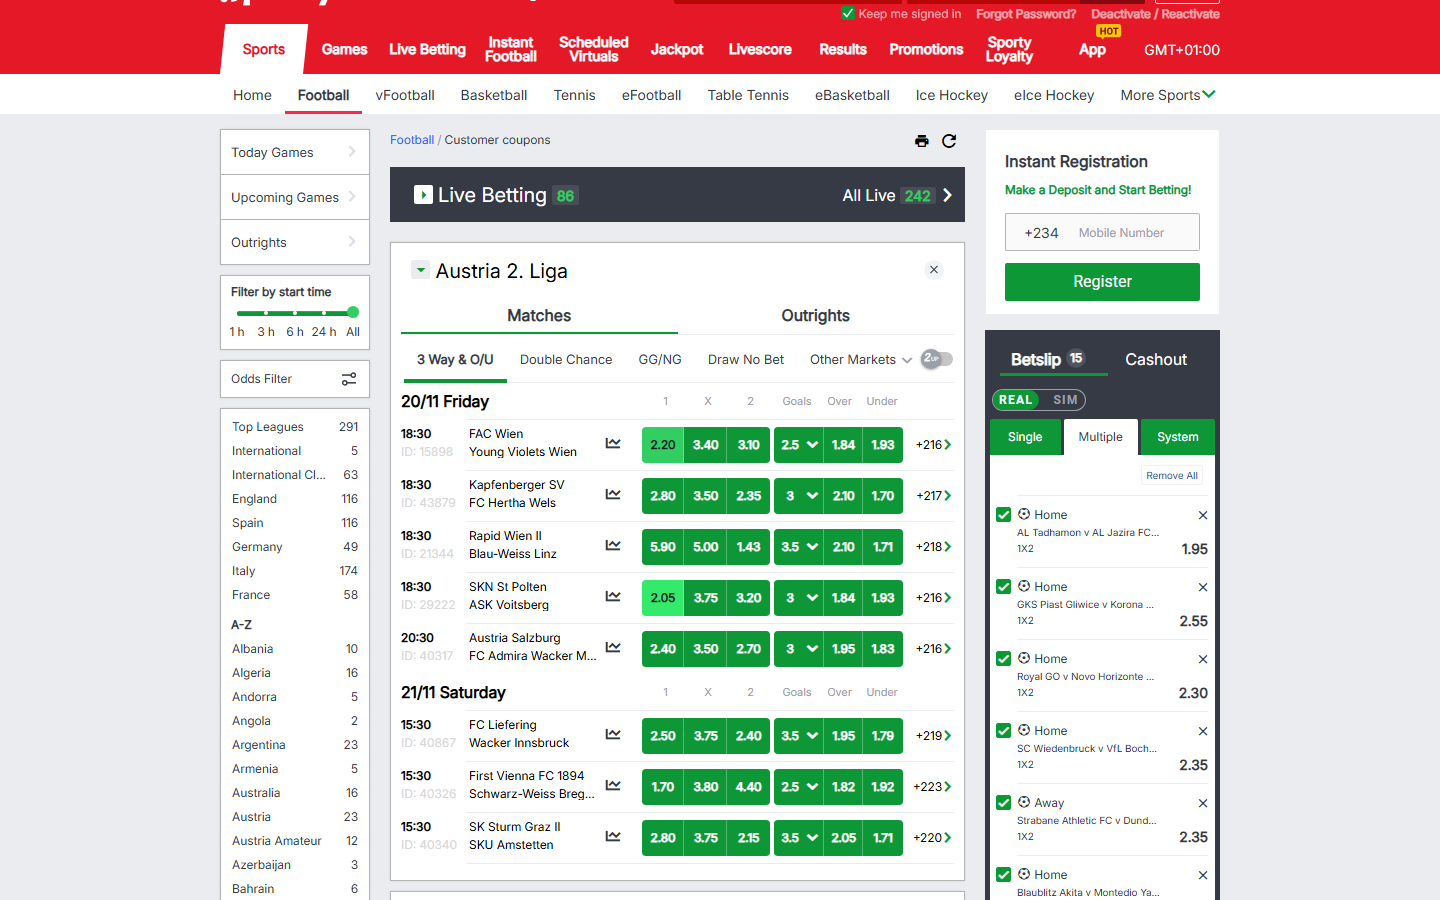 Keep me signed in Forgot Password? Deactivate / Reactivate
Sports Games Live Betting Instant Football Scheduled Virtuals Jackpot Livescore Results Promotions Sporty Loyalty App HOT GMT+01:00
Home Football vFootball Basketball Tennis eFootball Table Tennis eBasketball Ice Hockey eIce Hockey More Sports
Today Games
Upcoming Games
Outrights
Filter by start time
1 h 3 h 6 h 24 h All
Odds Filter
Top Leagues 291
International 5
International Cl... 63
England 116
Spain 116
Germany 49
Italy 174
France 58
A-Z
Albania 10
Algeria 16
Andorra 5
Angola 2
Argentina 23
Armenia 5
Australia 16
Austria 23
Austria Amateur 12
Azerbaijan 3
Bahrain 6
Football / Customer coupons
Live Betting 86 All Live 242
Austria 2. Liga
Matches Outrights
3 Way & O/U Double Chance GG/NG Draw No Bet Other Markets 2UP
20/11 Friday 1 X 2 Goals Over Under
18:30 FAC Wien
ID: 15898 Young Violets Wien
2.20 3.40 3.10 2.5 1.84 1.93 +216
18:30 Kapfenberger SV
ID: 43879 FC Hertha Wels
2.80 3.50 2.35 3 2.10 1.70 +217
18:30 Rapid Wien II
ID: 21344 Blau-Weiss Linz
5.90 5.00 1.43 3.5 2.10 1.71 +218
18:30 SKN St Polten
ID: 29222 ASK Voitsberg
2.05 3.75 3.20 3 1.84 1.93 +216
20:30 Austria Salzburg
ID: 40317 FC Admira Wacker M...
2.40 3.50 2.70 3 1.95 1.83 +216
21/11 Saturday 1 X 2 Goals Over Under
15:30 FC Liefering
ID: 40867 Wacker Innsbruck
2.50 3.75 2.40 3.5 1.95 1.79 +219
15:30 First Vienna FC 1894
ID: 40326 Schwarz-Weiss Breg...
1.70 3.80 4.40 2.5 1.82 1.92 +223
15:30 SK Sturm Graz II
ID: 40340 SKU Amstetten
2.80 3.75 2.15 3.5 2.05 1.71 +220
Instant Registration
Make a Deposit and Start Betting!
+234 Mobile Number
Register
Betslip 15 Cashout
REAL SIM
Single Multiple System
Remove All
Home
AL Tadhamon v AL Jazira FC...
1X2 1.95
Home
GKS Piast Gliwice v Korona ...
1X2 2.55
Home
Royal GO v Novo Horizonte ...
1X2 2.30
Home
SC Wiedenbruck v VfL Boch...
1X2 2.35
Away
Strabane Athletic FC v Dund...
1X2 2.35
Home
Blaublitz Akita v Montedio Ya...